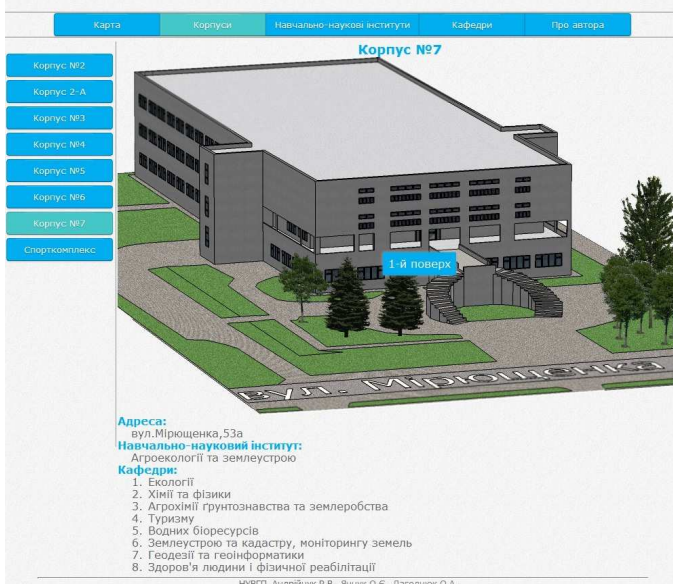 Карта
Корпуси
Навчально-наукові інститути
Кафедри
Про автора
Корпус №7
Корпус №2
Корпус 2-А
Корпус №3
Корпус №4
Корпус №5
Корпус №6
Корпус №7
Спорткомплекс
1-й поверх
вул. Мірющенка
Адреса:
вул.Мірющенка,53а
Навчально-науковий інститут:
Агроекології та землеустрою
Кафедри:
1. Екології
2. Хімії та фізики
3. Агрохімії ґрунтознавства та землеробства
4. Туризму
5. Водних біоресурсів
6. Землеустрою та кадастру, моніторингу земель
7. Геодезії та геоінформатики
8. Здоров'я людини і фізичної реабілітації